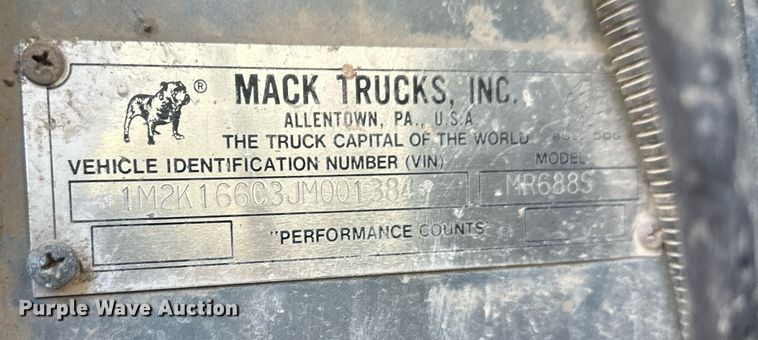 ®
MACK TRUCKS, INC.
ALLENTOWN, PA., U.S.A.
THE TRUCK CAPITAL OF THE WORLD BULLDOG
VEHICLE IDENTIFICATION NUMBER (VIN) MODEL
1M2K166C3JM001384 MR688S
"PERFORMANCE COUNTS" ®
Purple Wave Auction